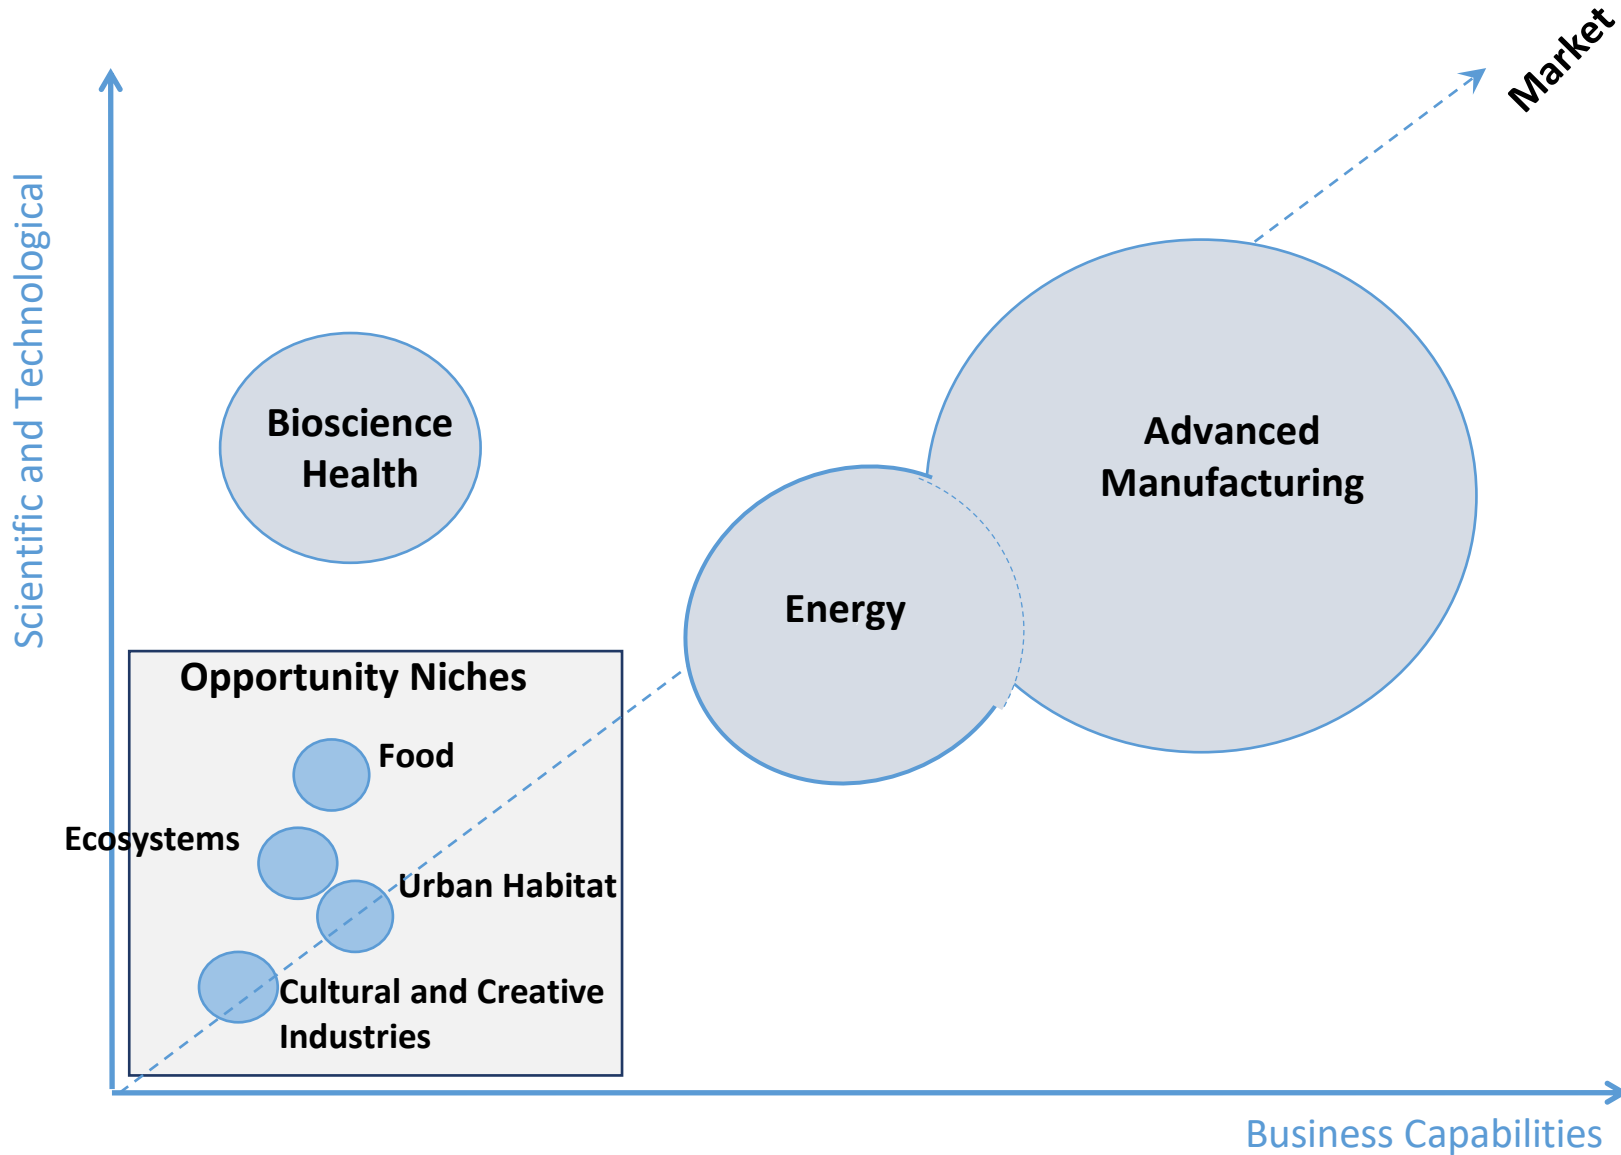 Market
Scientific and Technological
Bioscience
Health
Advanced
Manufacturing
Energy
Opportunity Niches
Food
Ecosystems
Urban Habitat
Cultural and Creative
Industries
Business Capabilities